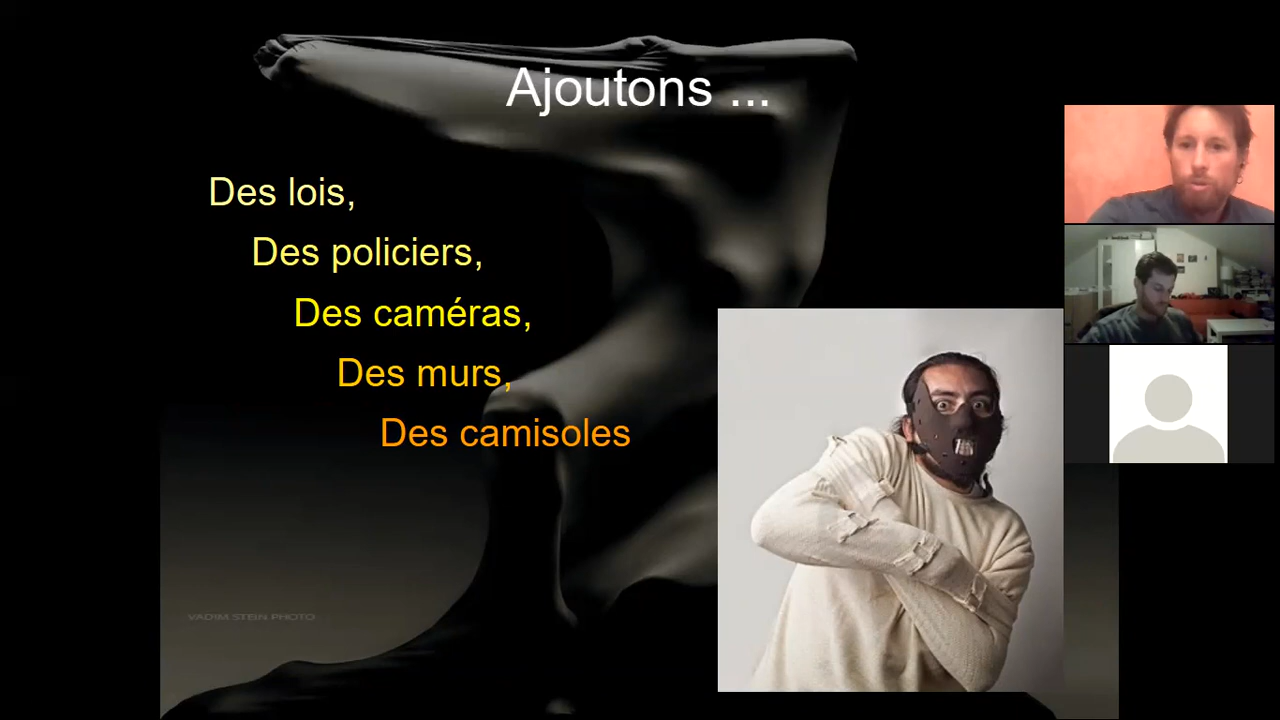 Ajoutons ...
Des lois,
Des policiers,
Des caméras,
Des murs,
Des camisoles
VADIM STEIN PHOTO